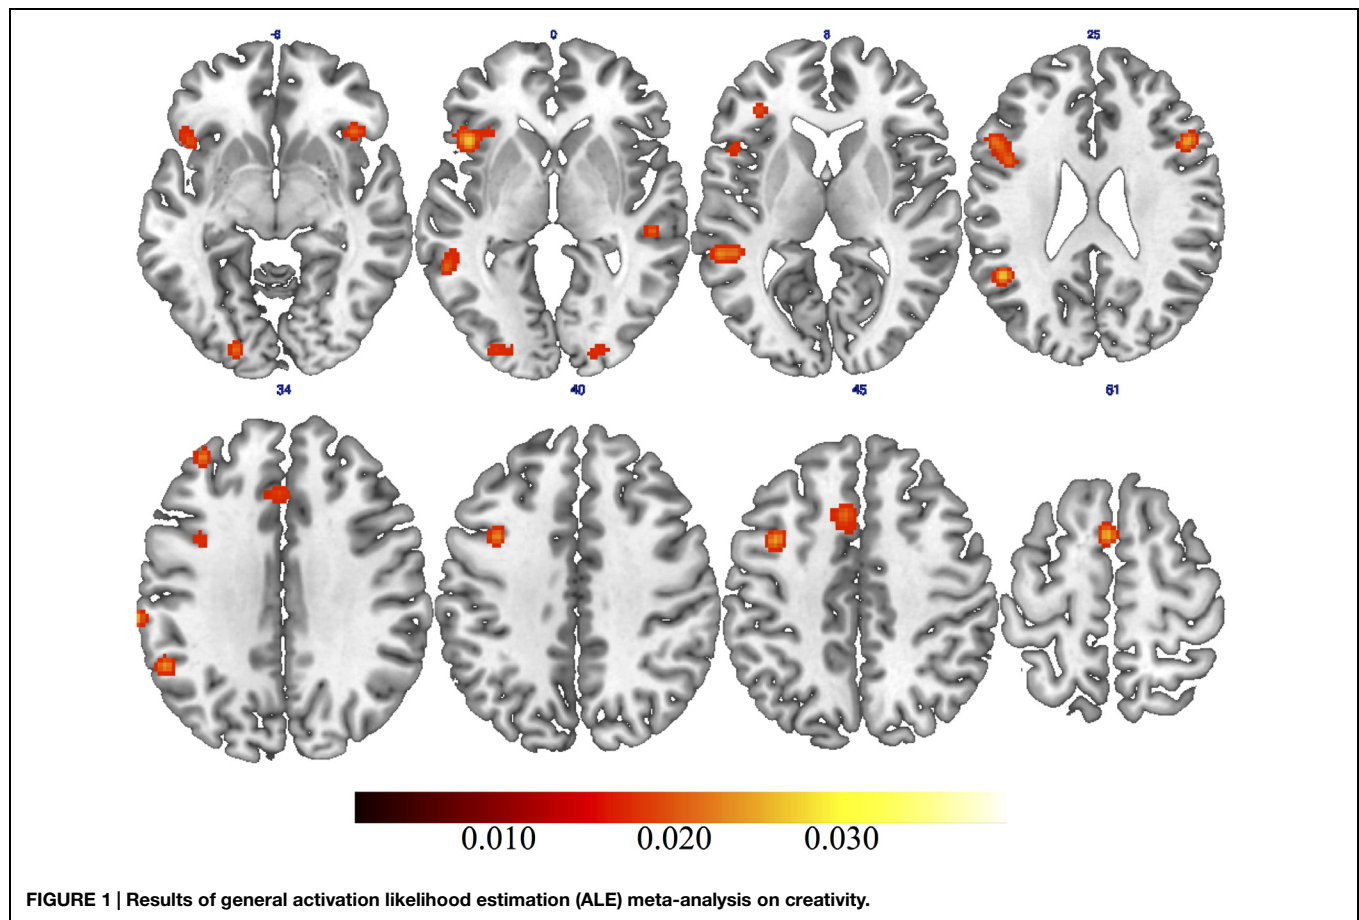 -8 0 8 25
34 40 45 61
0.010 0.020 0.030
FIGURE 1 | Results of general activation likelihood estimation (ALE) meta-analysis on creativity.